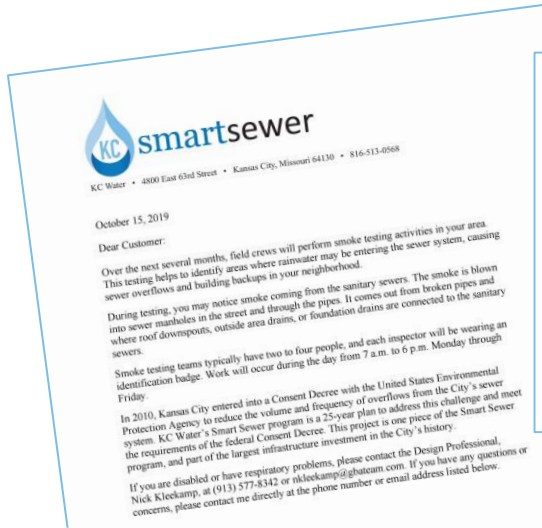 KC smartsewer
KC Water • 4800 East 63rd Street • Kansas City, Missouri 64130 • 816-513-0568
October 15, 2019
Dear Customer:
Over the next several months, field crews will perform smoke testing activities in your area.
This testing helps to identify areas where rainwater may be entering the sewer system, causing
sewer overflows and building backups in your neighborhood.
During testing, you may notice smoke coming from the sanitary sewers. The smoke is blown
into sewer manholes in the street and through the pipes. It comes out from broken pipes and
where roof downspouts, outside area drains, or foundation drains are connected to the sanitary
sewers.
Smoke testing teams typically have two to four people, and each inspector will be wearing an
identification badge. Work will occur during the day from 7 a.m. to 6 p.m. Monday through
Friday.
In 2010, Kansas City entered into a Consent Decree with the United States Environmental
Protection Agency to reduce the volume and frequency of overflows from the City's sewer
system. KC Water's Smart Sewer program is a 25-year plan to address this challenge and meet
the requirements of the federal Consent Decree. This project is one piece of the Smart Sewer
program, and part of the largest infrastructure investment in the City's history.
If you are disabled or have respiratory problems, please contact the Design Professional,
Nick Kleekamp, at (913) 577-8342 or nkleekamp@gbateam.com. If you have any questions or
concerns, please contact me directly at the phone number or email address listed below.